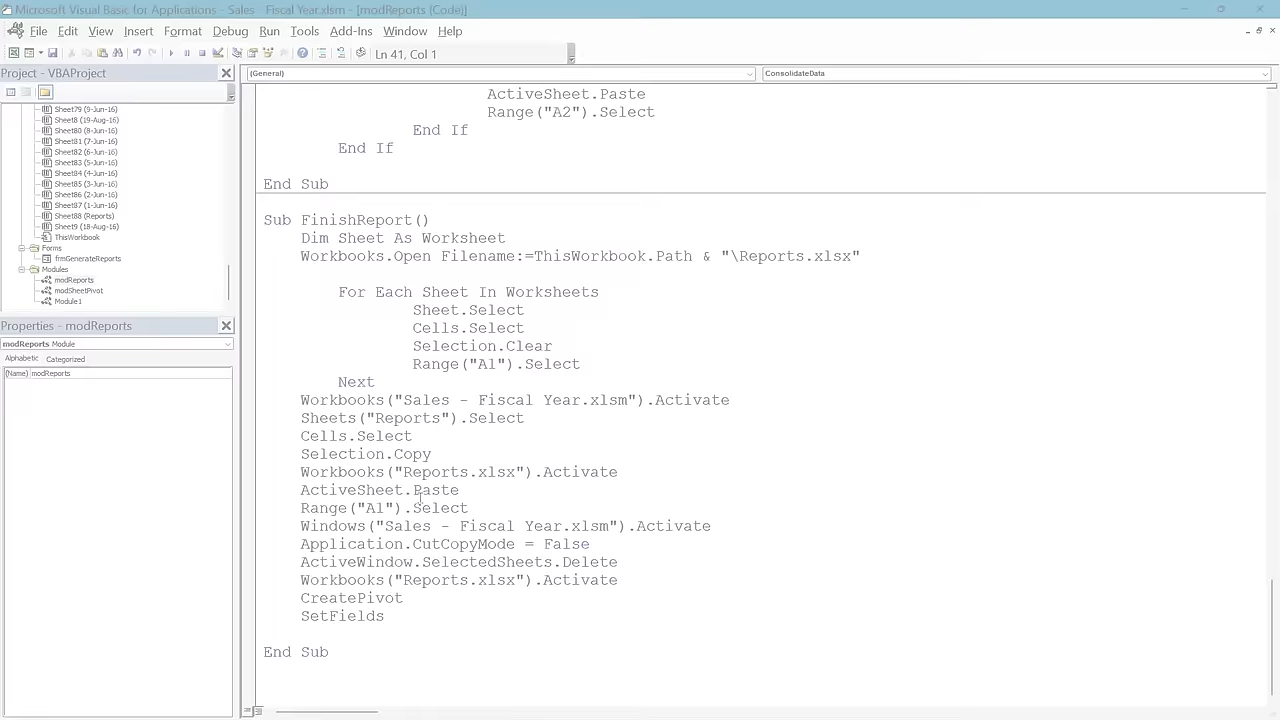 Microsoft Visual Basic for Applications - Sales - Fiscal Year.xlsm - [modReports (Code)]
File Edit View Insert Format Debug Run Tools Add-Ins Window Help
Ln 41, Col 1
Project - VBAProject
(General)
ConsolidateData
Sheet79 (9-Jun-16)
Sheet8 (19-Aug-16)
Sheet80 (8-Jun-16)
Sheet81 (7-Jun-16)
Sheet82 (6-Jun-16)
Sheet83 (5-Jun-16)
Sheet84 (4-Jun-16)
Sheet85 (3-Jun-16)
Sheet86 (2-Jun-16)
Sheet87 (1-Jun-16)
Sheet88 (Reports)
Sheet9 (18-Aug-16)
ThisWorkbook
Forms
frmGenerateReports
Modules
modReports
modSheetPivot
Module1
Properties - modReports
modReports Module
Alphabetic Categorized
(Name) modReports
ActiveSheet.Paste
Range("A2").Select
End If
End If
End Sub
Sub FinishReport()
Dim Sheet As Worksheet
Workbooks.Open Filename:=ThisWorkbook.Path & "\Reports.xlsx"
For Each Sheet In Worksheets
Sheet.Select
Cells.Select
Selection.Clear
Range("A1").Select
Next
Workbooks("Sales - Fiscal Year.xlsm").Activate
Sheets("Reports").Select
Cells.Select
Selection.Copy
Workbooks("Reports.xlsx").Activate
ActiveSheet.Paste
Range("A1").Select
Windows("Sales - Fiscal Year.xlsm").Activate
Application.CutCopyMode = False
ActiveWindow.SelectedSheets.Delete
Workbooks("Reports.xlsx").Activate
CreatePivot
SetFields
End Sub